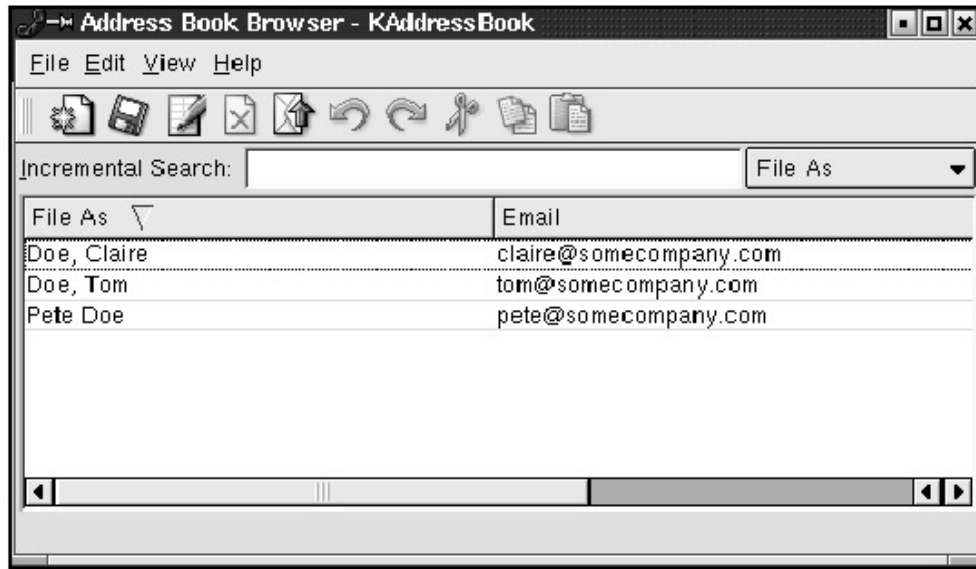 Address Book Browser - KAddressBook
File Edit View Help
Incremental Search: File As
File As Email
Doe, Claire claire@somecompany.com
Doe, Tom tom@somecompany.com
Pete Doe pete@somecompany.com